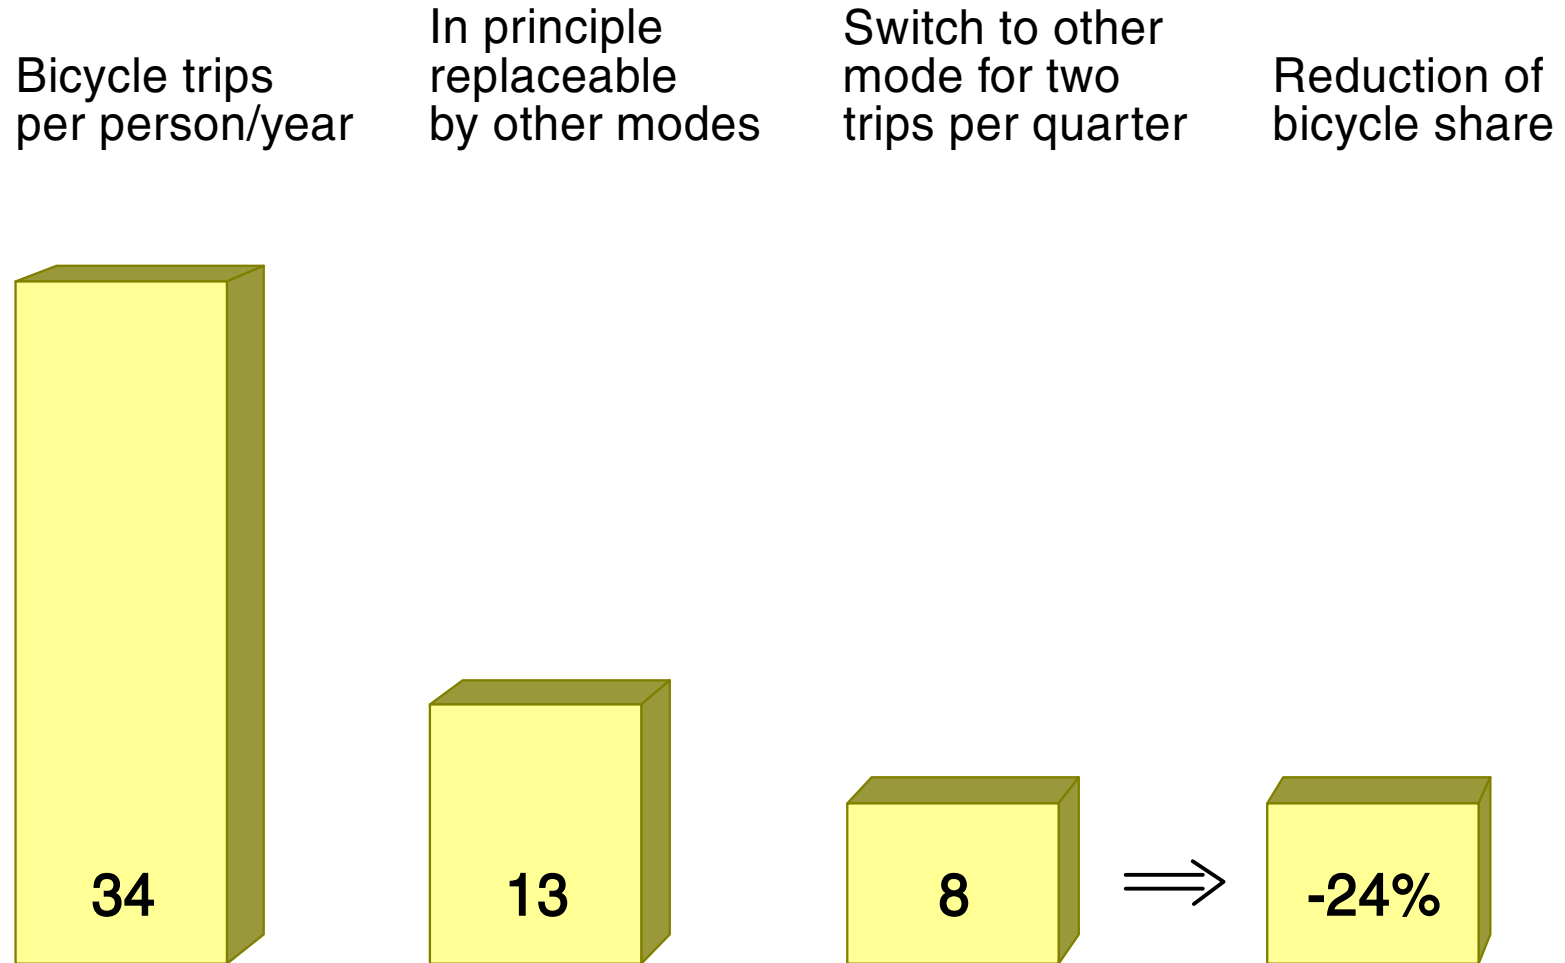 Bicycle trips
per person/year
In principle
replaceable
by other modes
Switch to other
mode for two
trips per quarter
Reduction of
bicycle share
34
13
8
-24%